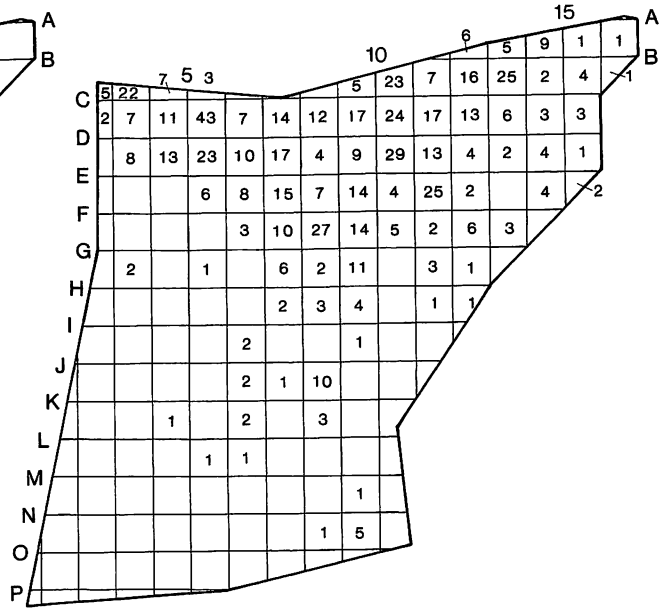 15
A A
6
5 9 1 1
B B
10
7 5 3
5 23 7 16 25 2 4 1
5 22
C
2 7 11 43 7 14 12 17 24 17 13 6 3 3
D
8 13 23 10 17 4 9 29 13 4 2 4 1
E
6 8 15 7 14 4 25 2 4 2
F
3 10 27 14 5 2 6 3
G
2 1 6 2 11 3 1
H
2 3 4 1 1
I
2 1
J
2 1 10
K
1 2 3
L
1 1
M
1
N
1 5
O
P